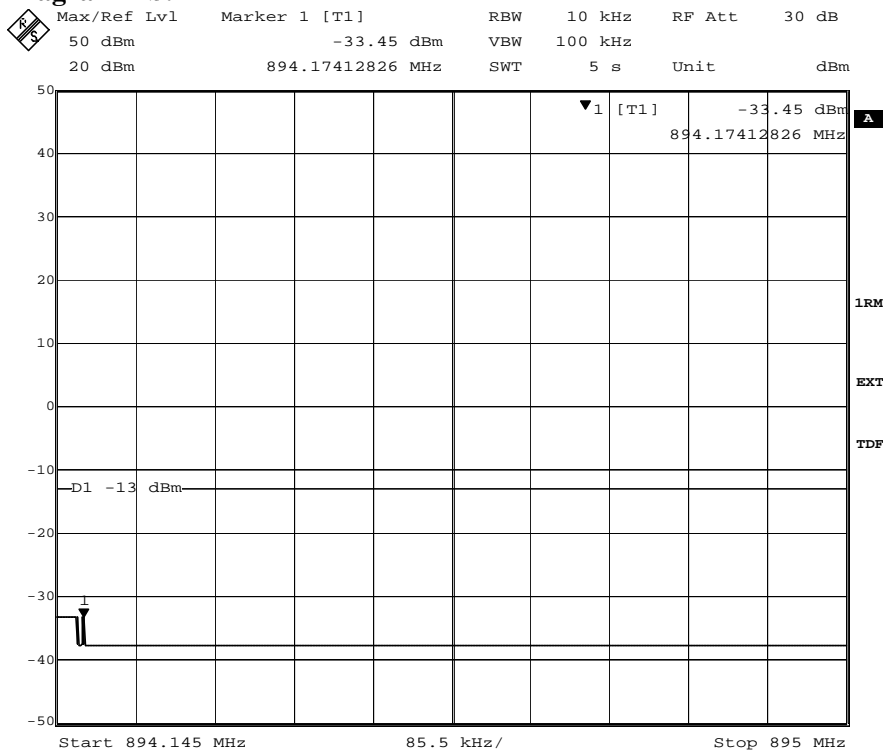 Max/Ref Lvl Marker 1 [T1] RBW 10 kHz RF Att 30 dB
50 dBm -33.45 dBm VBW 100 kHz
20 dBm 894.17412826 MHz SWT 5 s Unit dBm
R
S
50
▼1 [T1] -33.45 dBm
A
894.17412826 MHz
40
30
20
1RM
10
EXT
0
TDF
-10
D1 -13 dBm
-20
-30
1
-40
-50
Start 894.145 MHz 85.5 kHz/ Stop 895 MHz